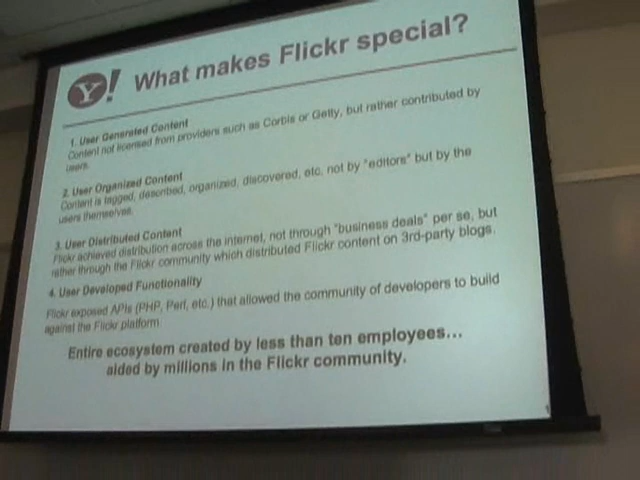 Y! What makes Flickr special?
1. User Generated Content
Content not licensed from providers such as Corbis or Getty, but rather contributed by
users.
2. User Organized Content
Content is tagged, described, organized, discovered, etc. not by "editors" but by the
users themselves.
3. User Distributed Content
Flickr achieved distribution across the internet, not through "business deals" per se, but
rather through the Flickr community which distributed Flickr content on 3rd-party blogs.
4. User Developed Functionality
Flickr exposed APIs (PHP, Perl, etc.) that allowed the community of developers to build
against the Flickr platform
Entire ecosystem created by less than ten employees...
aided by millions in the Flickr community.